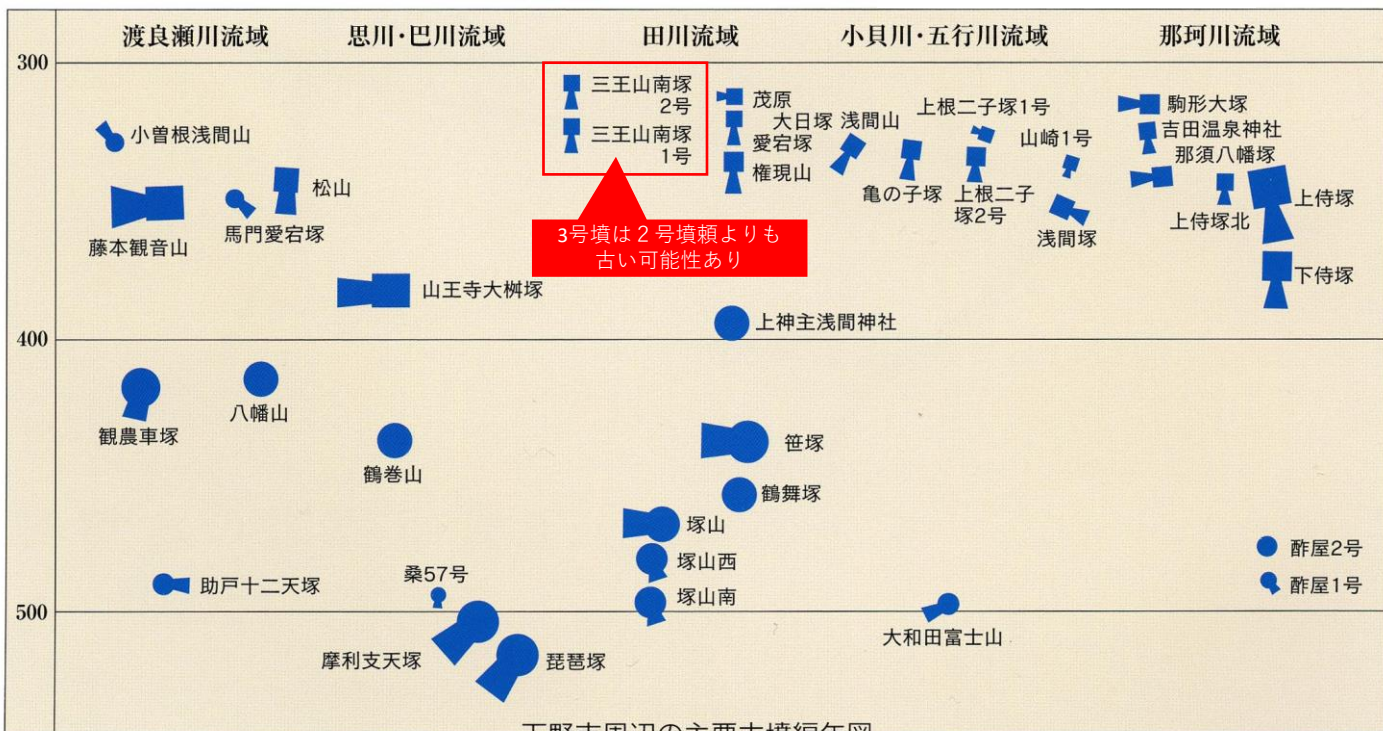 渡良瀬川流域
思川・巴川流域
田川流域
小貝川・五行川流域
那珂川流域
300
400
500
小曽根浅間山
藤本観音山
馬門愛宕塚
松山
観農車塚
八幡山
助戸十二天塚
山王寺大桝塚
鶴巻山
桑57号
摩利支天塚
琵琶塚
三王山南塚
2号
三王山南塚
1号
3号墳は２号墳頼よりも
古い可能性あり
茂原
大日塚
愛宕塚
権現山
上神主浅間神社
笹塚
鶴舞塚
塚山
塚山西
塚山南
浅間山
亀の子塚
上根二子塚1号
上根二子
塚2号
山崎1号
浅間塚
大和田富士山
駒形大塚
吉田温泉神社
那須八幡塚
上侍塚北
上侍塚
下侍塚
酢屋2号
酢屋1号